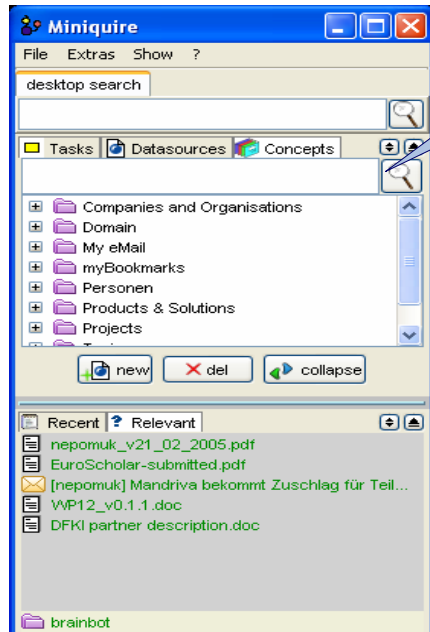 Miniquire
File Extras Show ?
desktop search
Tasks Datasources Concepts
Companies and Organisations
Domain
My eMail
myBookmarks
Personen
Products & Solutions
Projects
new del collapse
Recent Relevant
nepomuk_v21_02_2005.pdf
EuroScholar-submitted.pdf
[nepomuk] Mandriva bekommt Zuschlag für Teil...
WP12_v0.1.1.doc
DFKI partner description.doc
brainbot